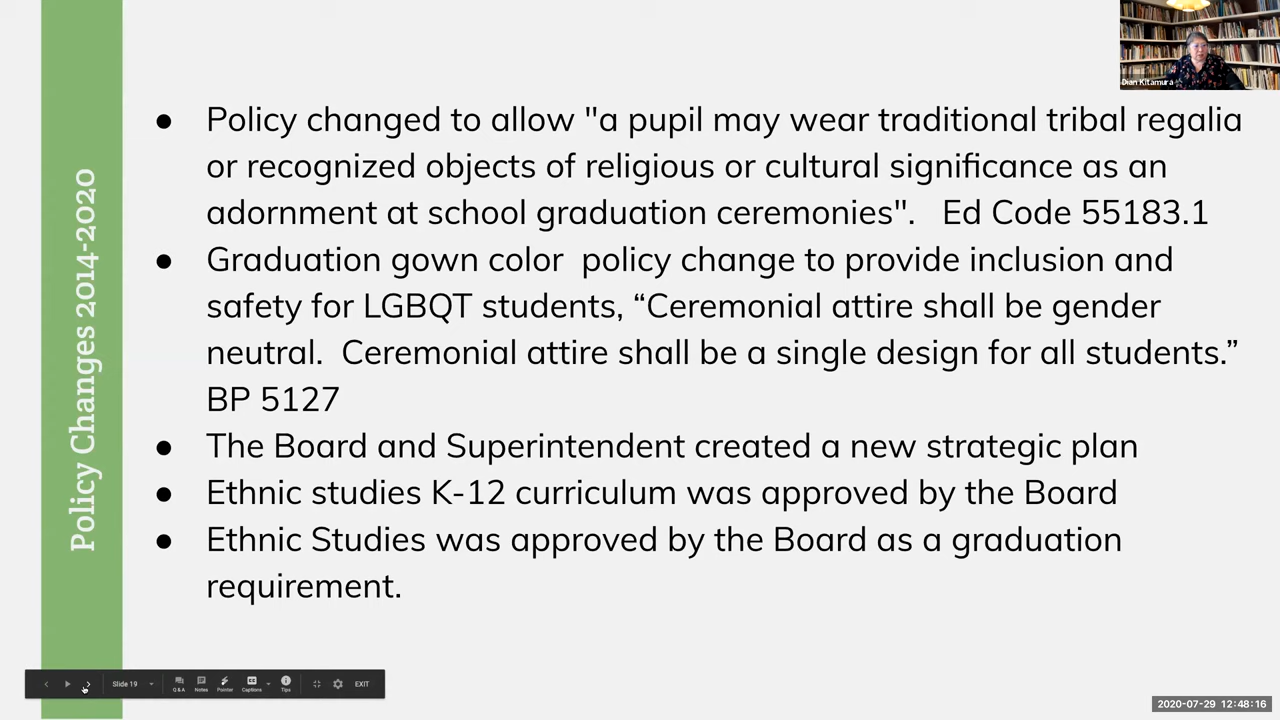 Policy Changes 2014-2020
● Policy changed to allow "a pupil may wear traditional tribal regalia
or recognized objects of religious or cultural significance as an
adornment at school graduation ceremonies".   Ed Code 55183.1
● Graduation gown color  policy change to provide inclusion and
safety for LGBQT students, “Ceremonial attire shall be gender
neutral.  Ceremonial attire shall be a single design for all students.”
BP 5127
● The Board and Superintendent created a new strategic plan
● Ethnic studies K-12 curriculum was approved by the Board
● Ethnic Studies was approved by the Board as a graduation
requirement.
Dian Kitamura
Slide 19 Q&A Notes Pointer Captions Tips EXIT
2020-07-29 12:48:16